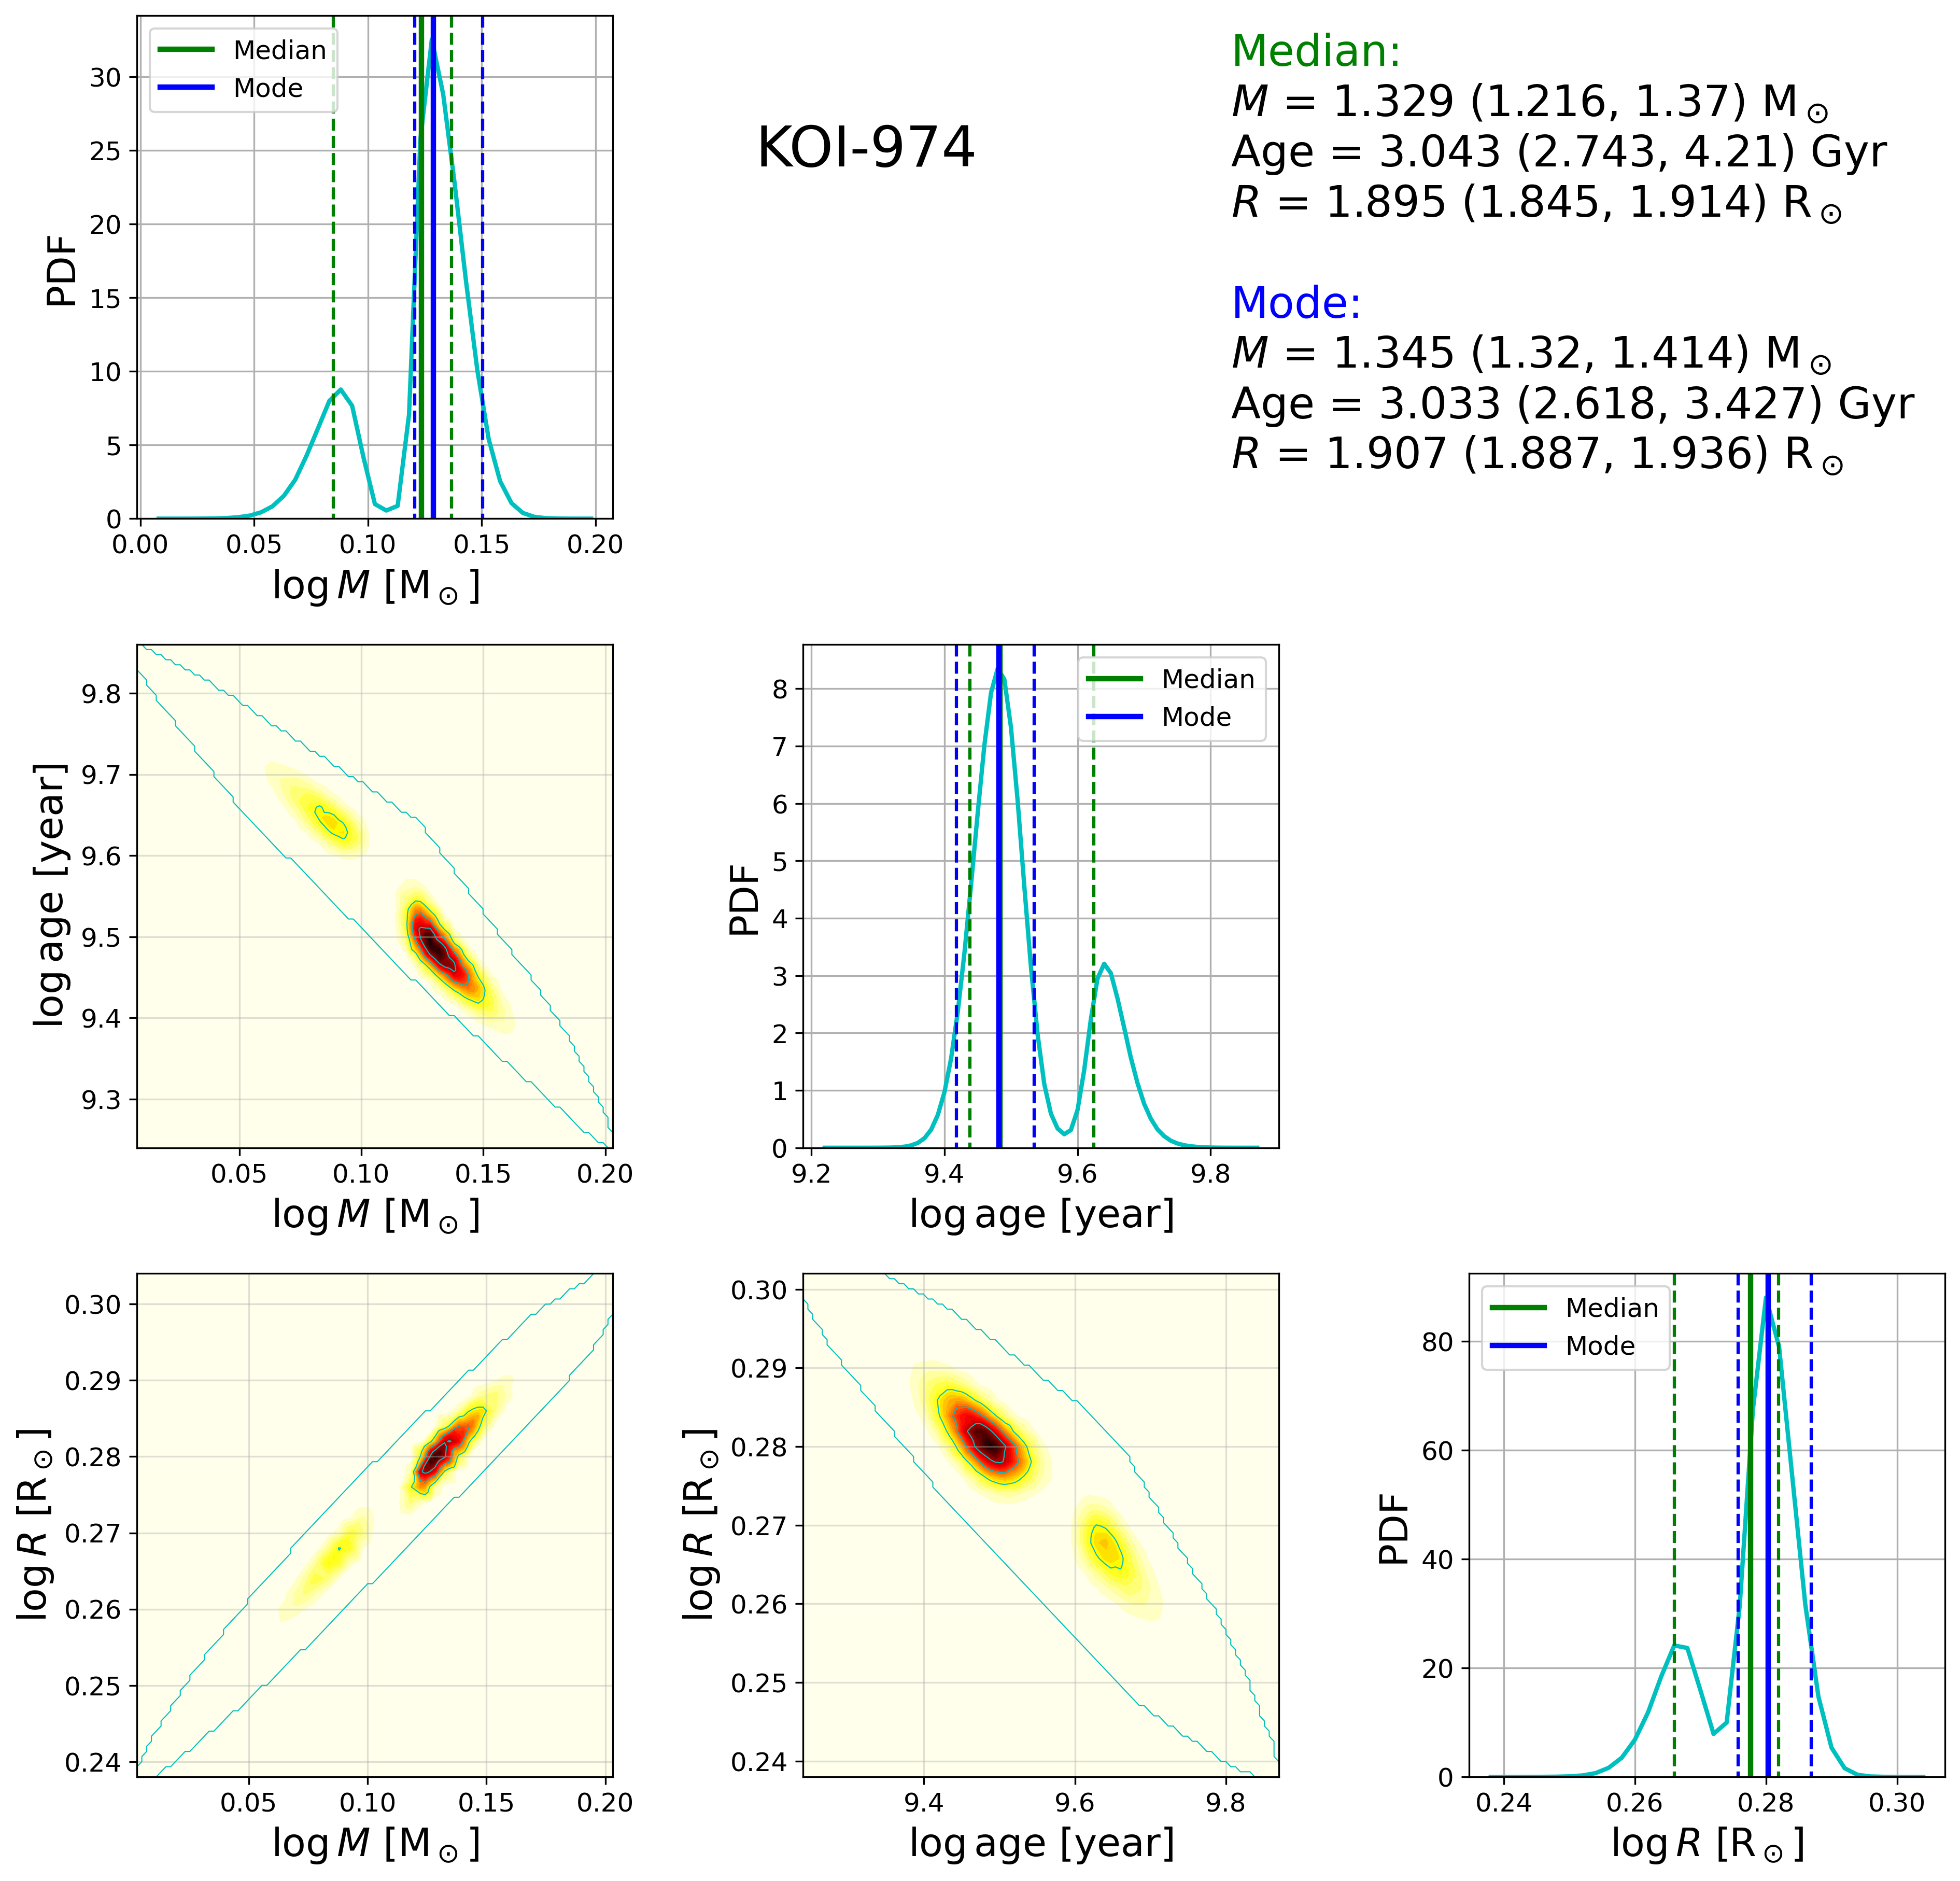 Median
Mode
PDF
30
25
20
15
10
5
0
0.00 0.05 0.10 0.15 0.20
log M [M⊙]
KOI-974
Median:
M = 1.329 (1.216, 1.37) M⊙
Age = 3.043 (2.743, 4.21) Gyr
R = 1.895 (1.845, 1.914) R⊙
Mode:
M = 1.345 (1.32, 1.414) M⊙
Age = 3.033 (2.618, 3.427) Gyr
R = 1.907 (1.887, 1.936) R⊙
log age [year]
9.8
9.7
9.6
9.5
9.4
9.3
0.05 0.10 0.15 0.20
log M [M⊙]
Median
Mode
PDF
8
7
6
5
4
3
2
1
0
9.2 9.4 9.6 9.8
log age [year]
log R [R⊙]
0.30
0.29
0.28
0.27
0.26
0.25
0.24
0.05 0.10 0.15 0.20
log M [M⊙]
log R [R⊙]
0.30
0.29
0.28
0.27
0.26
0.25
0.24
9.4 9.6 9.8
log age [year]
Median
Mode
PDF
80
60
40
20
0
0.24 0.26 0.28 0.30
log R [R⊙]